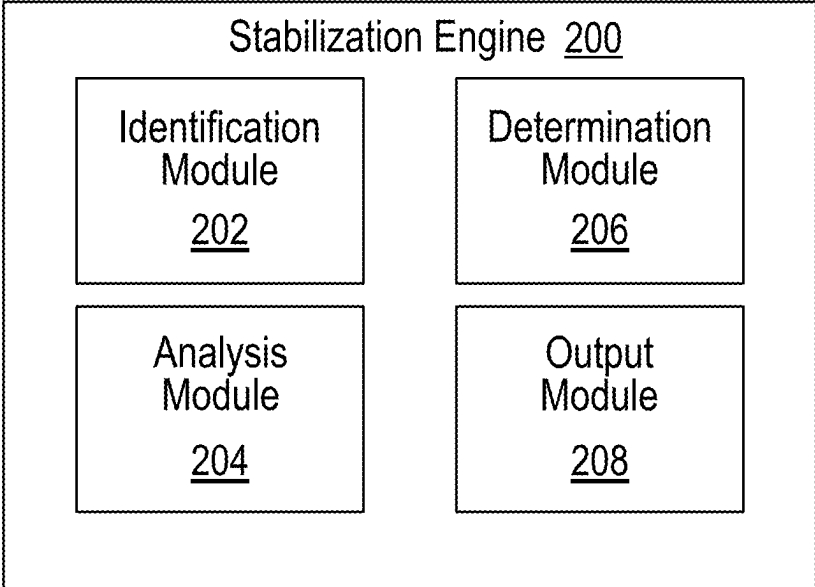 Stabilization Engine 200
Identification
Module
202
Determination
Module
206
Analysis
Module
204
Output
Module
208